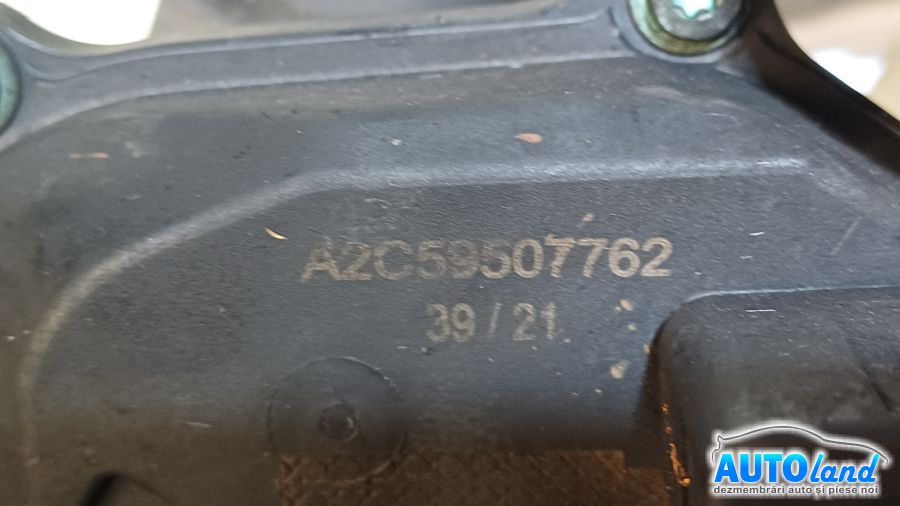 A2C59507762
39 / 21
AUTOland
dezmembrări auto și piese noi